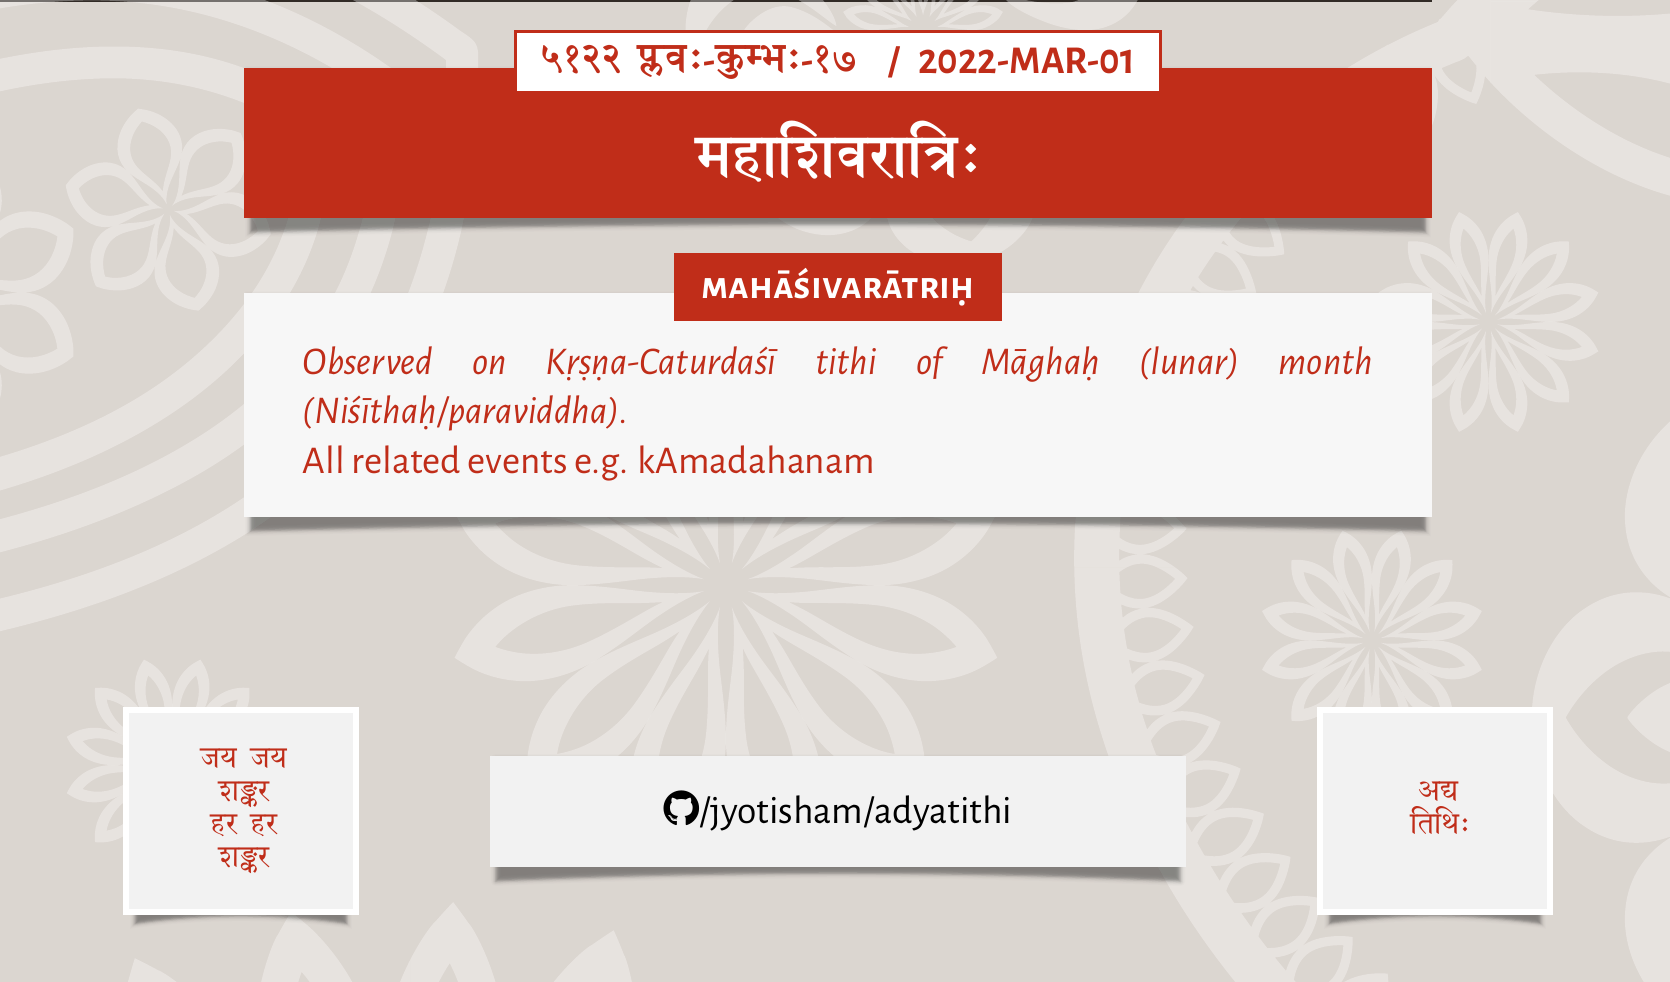 ५१२२ प्लवः-कुम्भः-१७ / 2022-MAR-01
महाशिवरात्रिः
MAHĀŚIVARĀTRIḤ
Observed on Kṛṣṇa-Caturdaśī tithi of Māghaḥ (lunar) month
(Niśīthaḥ/paraviddha).
All related events e.g. kAmadahanam
जय जय
शङ्कर
हर हर
शङ्कर
/jyotisham/adyatithi
अद्य
तिथिः